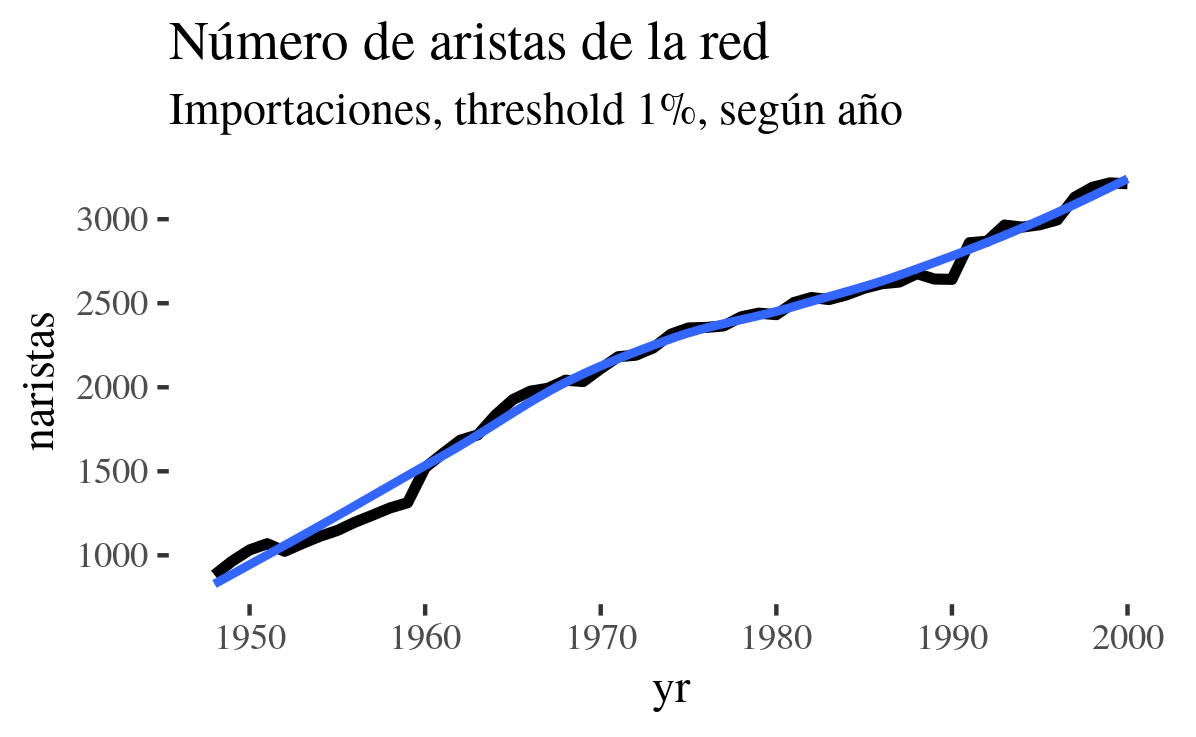 Número de aristas de la red
Importaciones, threshold 1%, según año
3000
2500
2000
1500
1000
naristas
1950 1960 1970 1980 1990 2000
yr